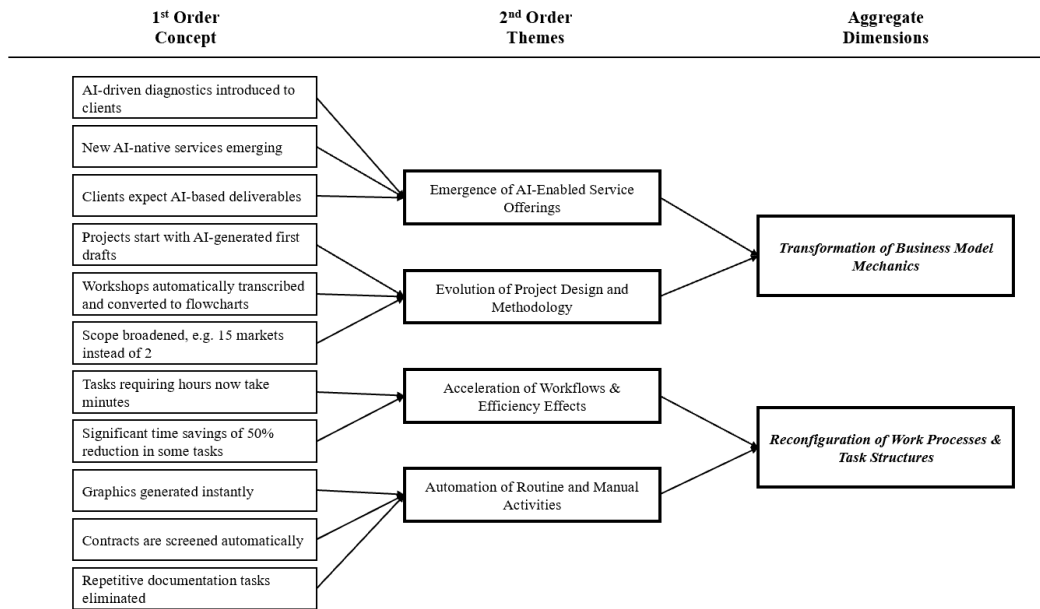 1st Order
Concept
2nd Order
Themes
Aggregate
Dimensions
AI-driven diagnostics introduced to
clients
New AI-native services emerging
Clients expect AI-based deliverables
Projects start with AI-generated first
drafts
Workshops automatically transcribed
and converted to flowcharts
Scope broadened, e.g. 15 markets
instead of 2
Tasks requiring hours now take
minutes
Significant time savings of 50%
reduction in some tasks
Graphics generated instantly
Contracts are screened automatically
Repetitive documentation tasks
eliminated
Emergence of AI-Enabled Service
Offerings
Evolution of Project Design and
Methodology
Acceleration of Workflows &
Efficiency Effects
Automation of Routine and Manual
Activities
Transformation of Business Model
Mechanics
Reconfiguration of Work Processes &
Task Structures